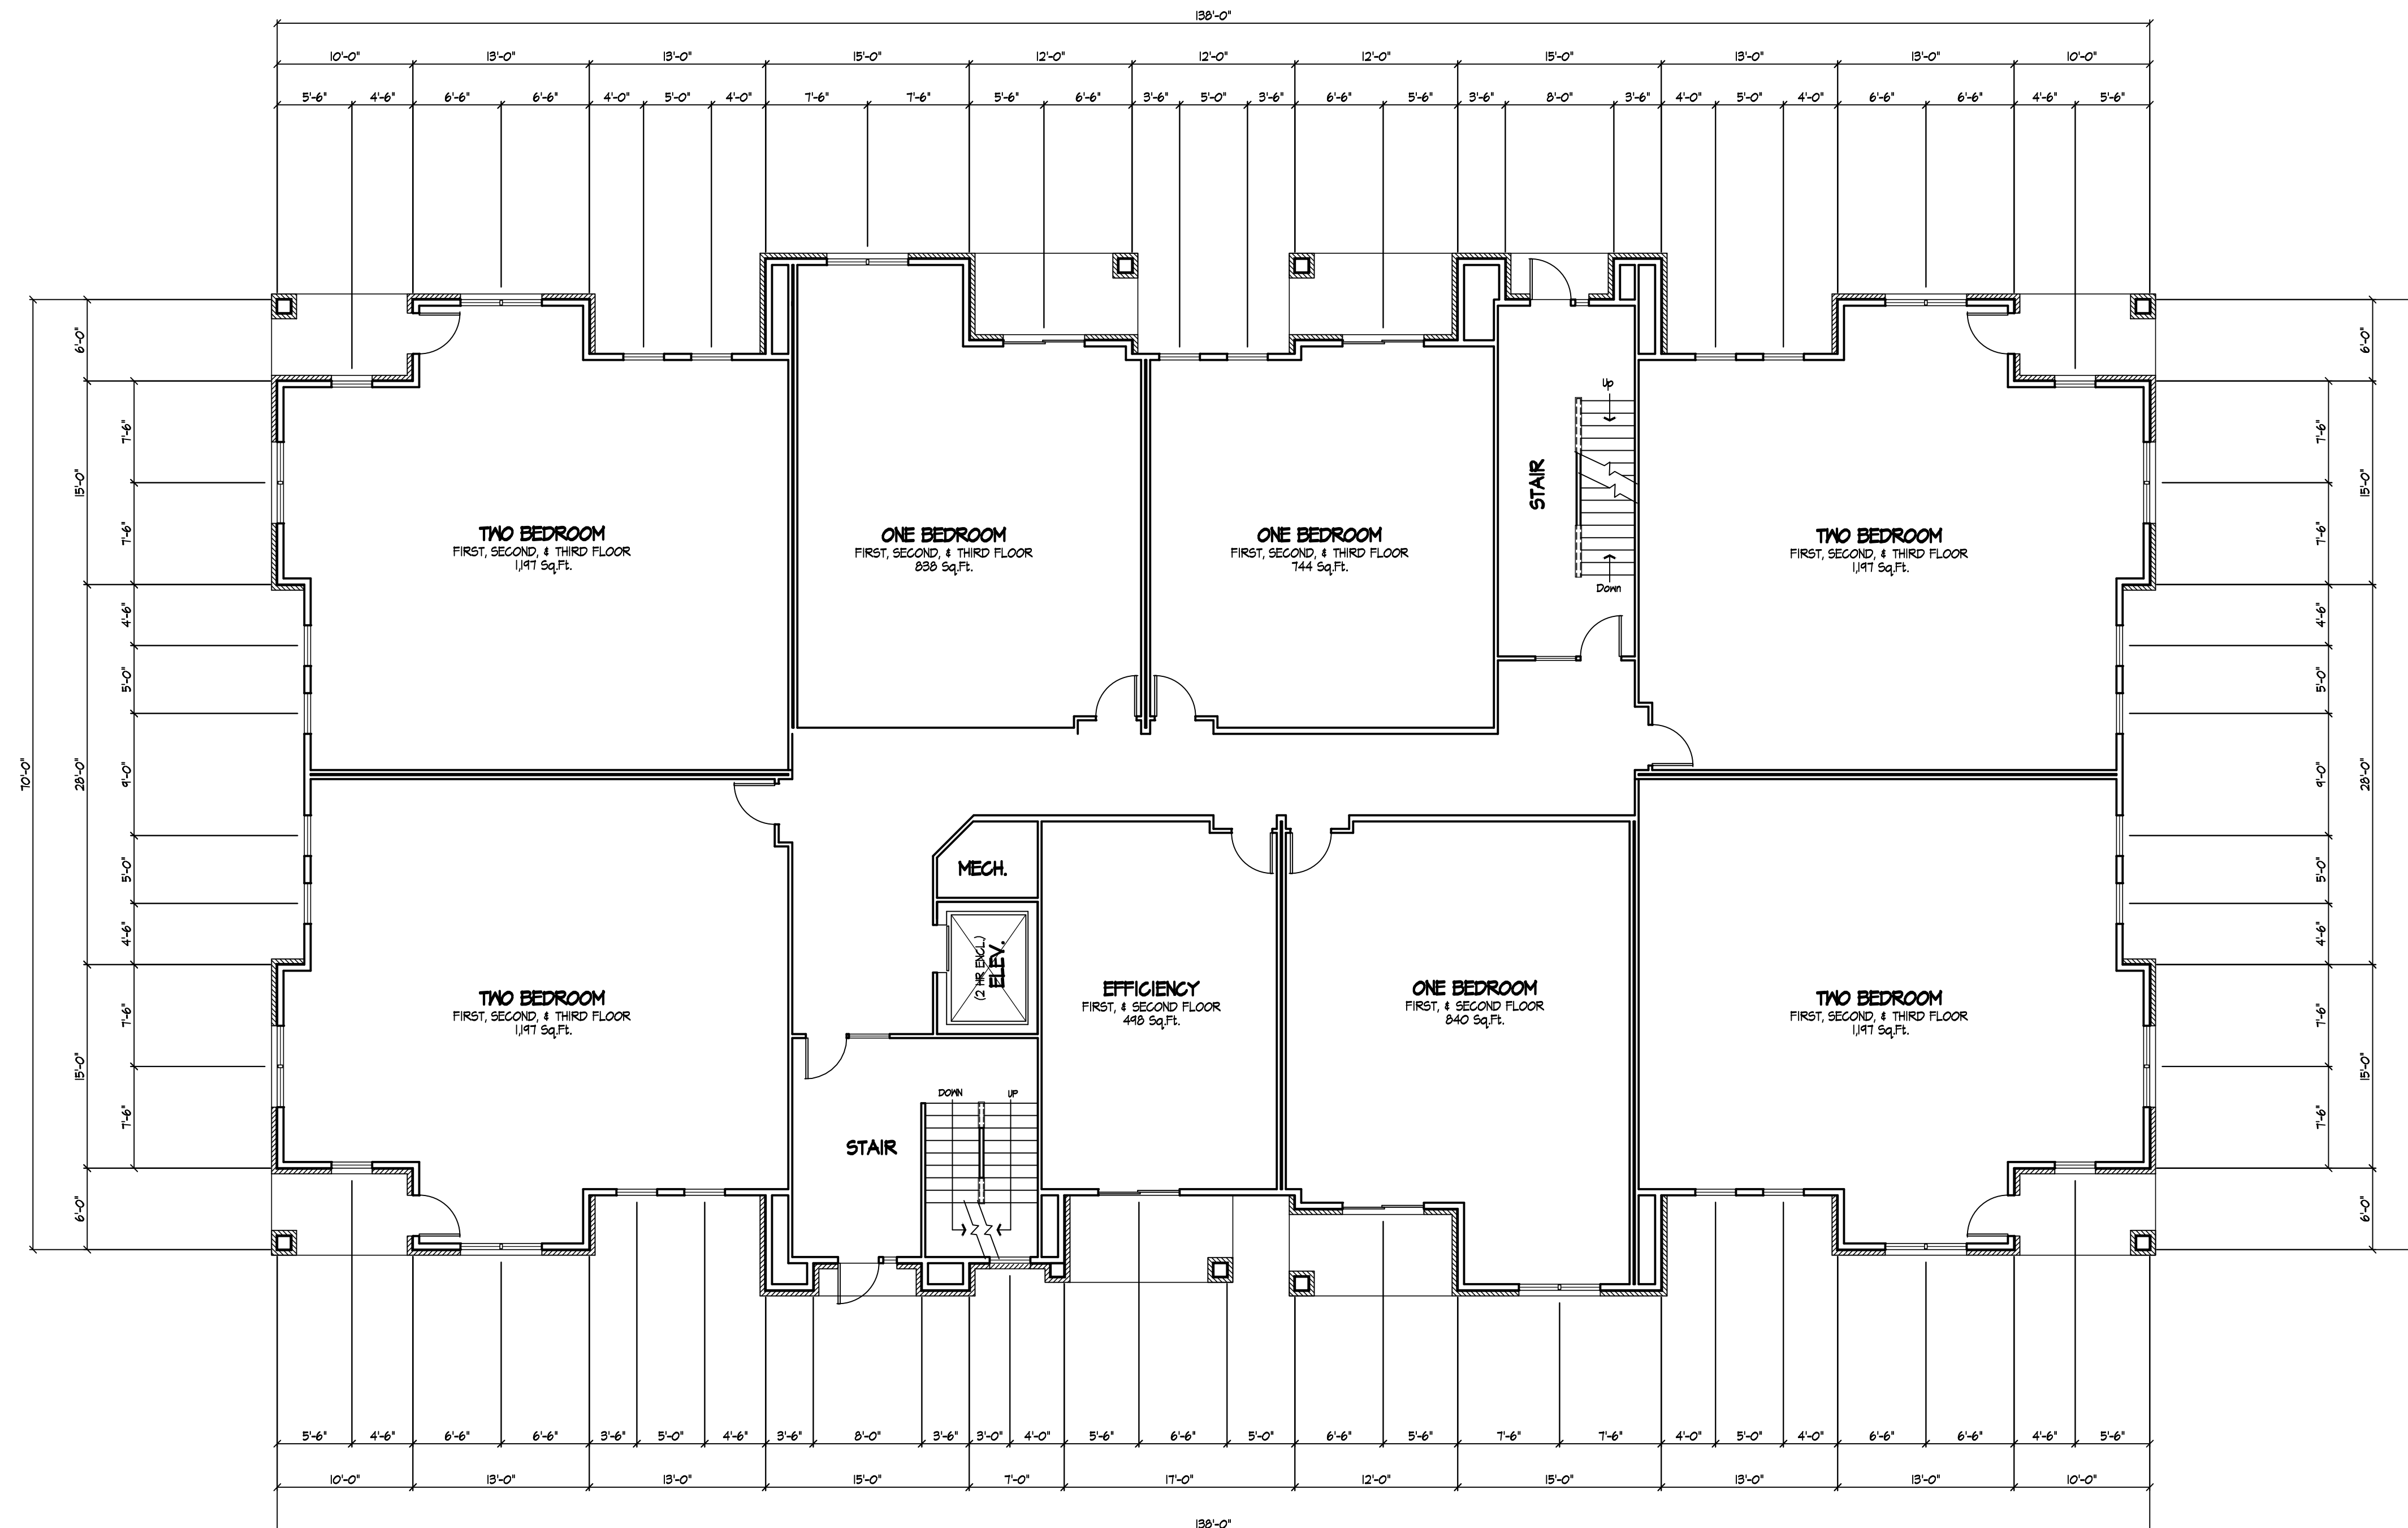 138'-0"
10'-0" 13'-0" 13'-0" 15'-0" 12'-0" 12'-0" 12'-0" 15'-0" 13'-0" 13'-0" 10'-0"
5'-6" 4'-6" 6'-6" 6'-6" 4'-0" 5'-0" 4'-0" 7'-6" 7'-6" 5'-6" 6'-6" 3'-6" 5'-0" 3'-6" 6'-6" 5'-6" 3'-6" 8'-0" 3'-6" 4'-0" 5'-0" 4'-0" 6'-6" 6'-6" 4'-6" 5'-6"
70'-0"
6'-0" 15'-0" 28'-0" 15'-0" 6'-0"
7'-6" 7'-6" 4'-6" 5'-0" 9'-0" 5'-0" 4'-6" 7'-6" 7'-6"
TWO BEDROOM
FIRST, SECOND, & THIRD FLOOR
1,197 Sq.Ft.
ONE BEDROOM
FIRST, SECOND, & THIRD FLOOR
838 Sq.Ft.
ONE BEDROOM
FIRST, SECOND, & THIRD FLOOR
744 Sq.Ft.
STAIR
Up
Down
TWO BEDROOM
FIRST, SECOND, & THIRD FLOOR
1,197 Sq.Ft.
TWO BEDROOM
FIRST, SECOND, & THIRD FLOOR
1,197 Sq.Ft.
MECH.
ELEV.
(2 HR ENCL.)
STAIR
DOWN
UP
EFFICIENCY
FIRST, & SECOND FLOOR
498 Sq.Ft.
ONE BEDROOM
FIRST, & SECOND FLOOR
840 Sq.Ft.
TWO BEDROOM
FIRST, SECOND, & THIRD FLOOR
1,197 Sq.Ft.
7'-6" 7'-6" 4'-6" 5'-0" 9'-0" 5'-0" 4'-6" 7'-6" 7'-6"
6'-0" 15'-0" 28'-0" 15'-0" 6'-0"
5'-6" 4'-6" 6'-6" 6'-6" 3'-6" 5'-0" 4'-6" 3'-6" 8'-0" 3'-6" 3'-0" 4'-0" 5'-6" 6'-6" 5'-0" 6'-6" 5'-6" 7'-6" 7'-6" 4'-0" 5'-0" 4'-0" 6'-6" 6'-6" 4'-6" 5'-6"
10'-0" 13'-0" 13'-0" 15'-0" 7'-0" 17'-0" 12'-0" 15'-0" 13'-0" 13'-0" 10'-0"
138'-0"